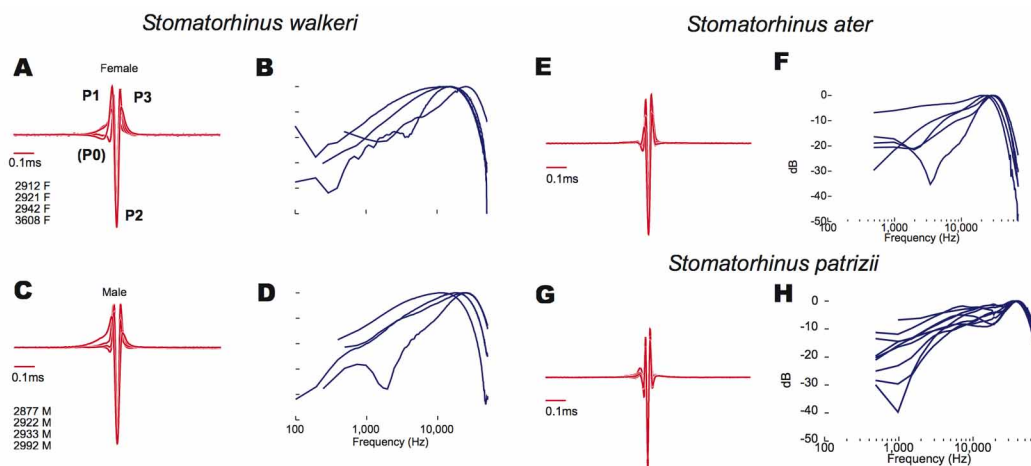 Stomatorhinus walkeri
A
Female
P1
P3
(P0)
0.1ms
P2
2912 F
2921 F
2942 F
3608 F
B
C
Male
0.1ms
2877 M
2922 M
2933 M
2992 M
D
100
1,000
10,000
Frequency (Hz)
Stomatorhinus ater
E
0.1ms
F
0
-10
-20
-30
-40
-50
dB
100
1,000
10,000
Frequency (Hz)
Stomatorhinus patrizii
G
0.1ms
H
0
-10
-20
-30
-40
-50
dB
100
1,000
10,000
Frequency (Hz)